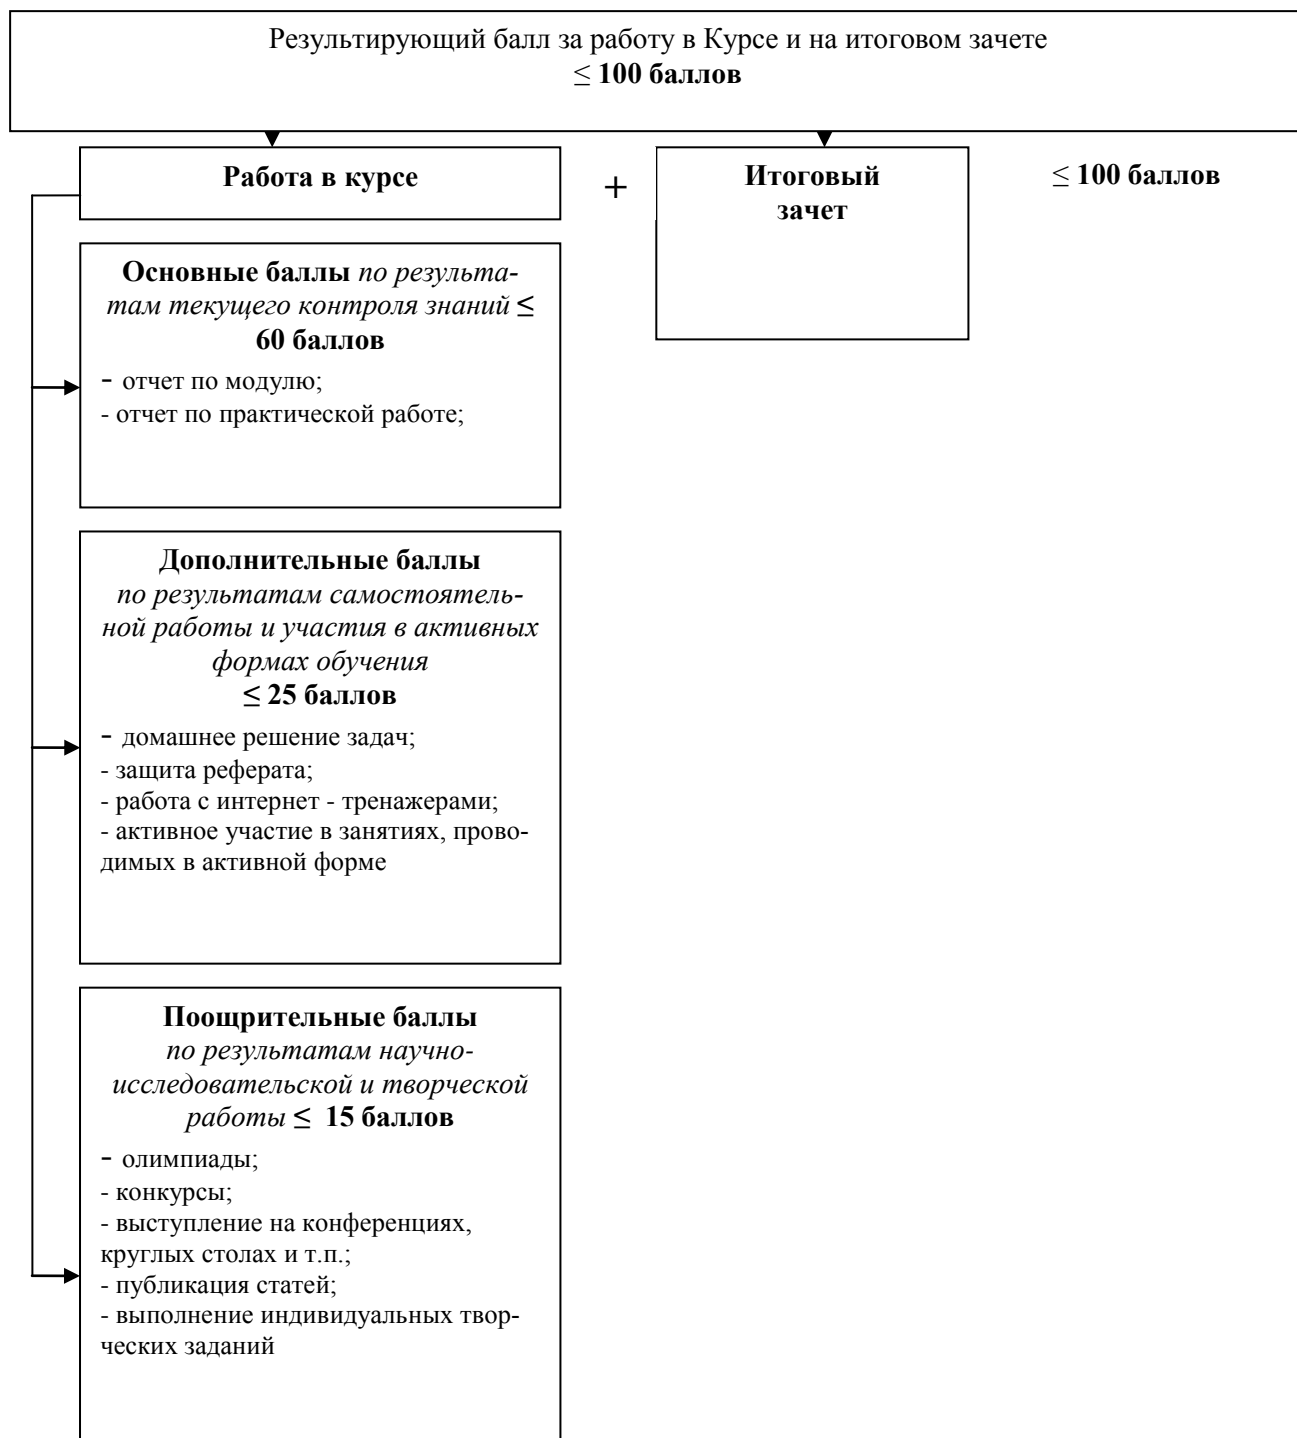 Результирующий балл за работу в Курсе и на итоговом зачете
≤ 100 баллов
Работа в курсе
+
Итоговый
зачет
≤ 100 баллов
Основные баллы по результа-
там текущего контроля знаний ≤
60 баллов
- отчет по модулю;
- отчет по практической работе;
Дополнительные баллы
по результатам самостоятель-
ной работы и участия в активных
формах обучения
≤ 25 баллов
- домашнее решение задач;
- защита реферата;
- работа с интернет - тренажерами;
- активное участие в занятиях, прово-
димых в активной форме
Поощрительные баллы
по результатам научно-
исследовательской и творческой
работы ≤ 15 баллов
- олимпиады;
- конкурсы;
- выступление на конференциях,
круглых столах и т.п.;
- публикация статей;
- выполнение индивидуальных твор-
ческих заданий